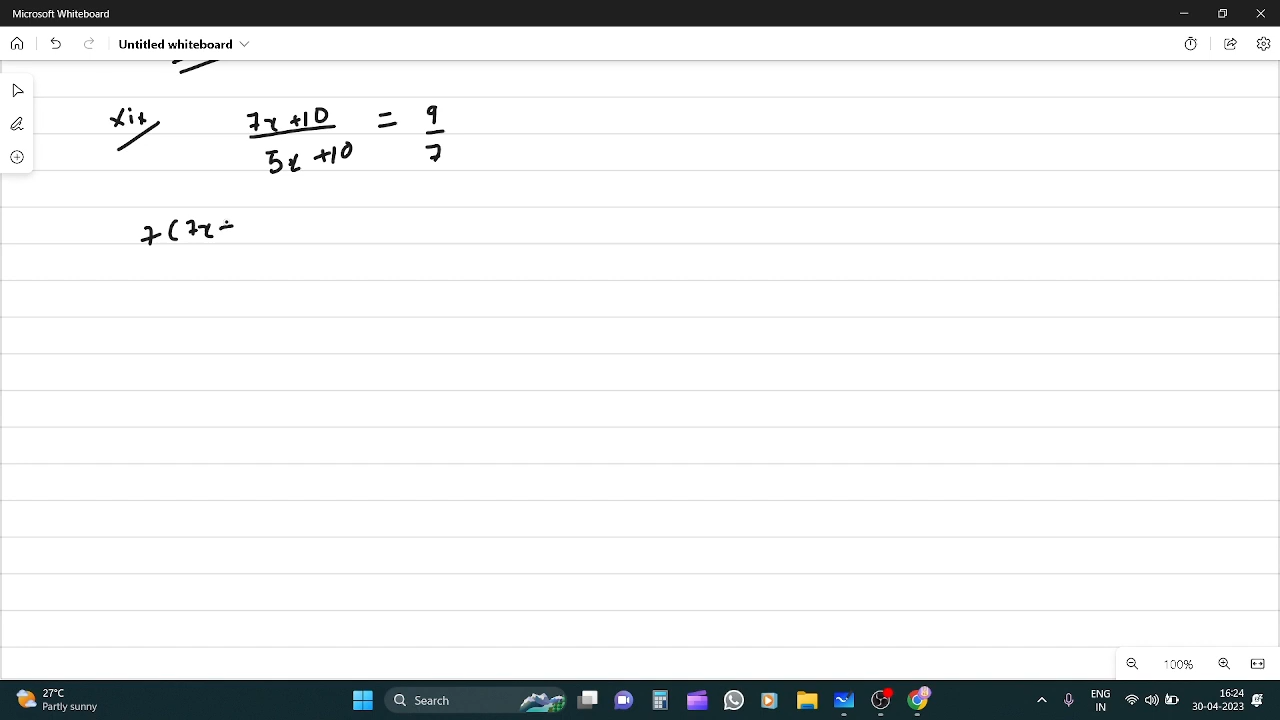 Microsoft Whiteboard
Untitled whiteboard
xix
7x +10 = 9
5x +10 7
7 ( 7x +
100%
27°C
Partly sunny
Search
ENG
IN
16:24
30-04-2023